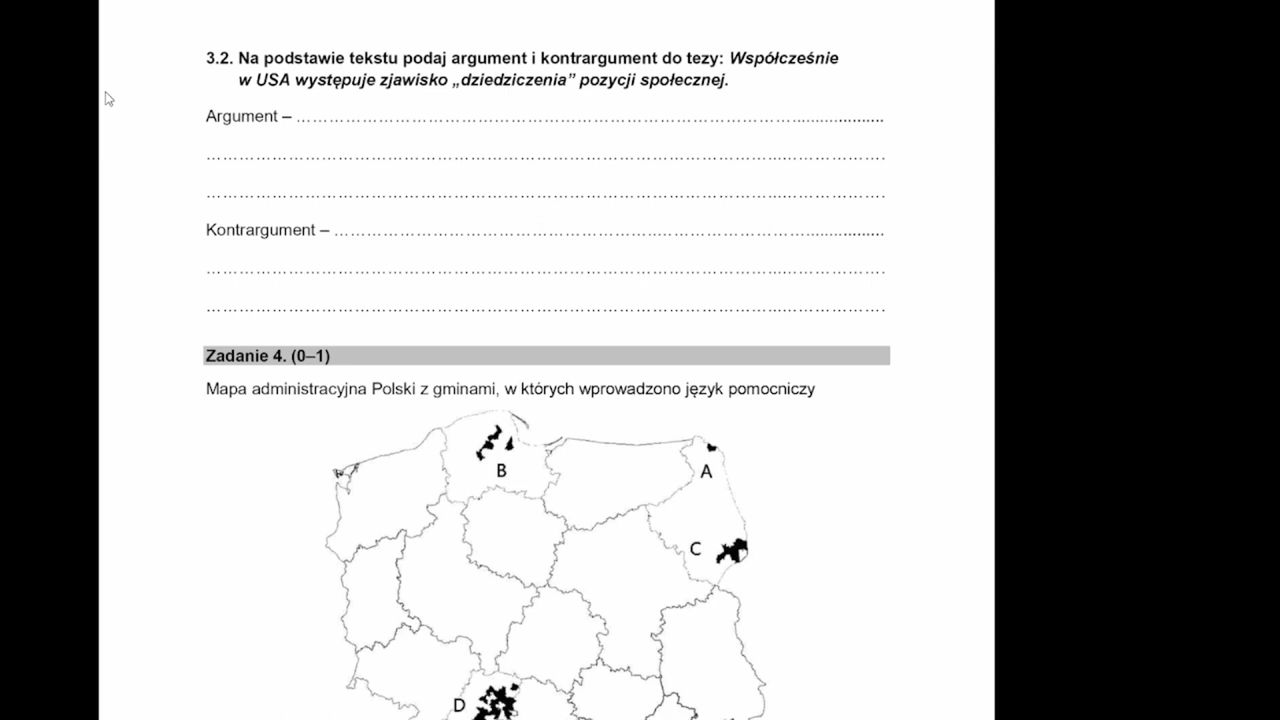 3.2. Na podstawie tekstu podaj argument i kontrargument do tezy: Współcześnie
w USA występuje zjawisko „dziedziczenia” pozycji społecznej.
Argument – ……………………………………………………………………………
……………………………………………………………………………………………….
……………………………………………………………………………………………….
Kontrargument – ………………………………………………………………………
……………………………………………………………………………………………….
……………………………………………………………………………………………….
Zadanie 4. (0–1)
Mapa administracyjna Polski z gminami, w których wprowadzono język pomocniczy
B
A
C
D